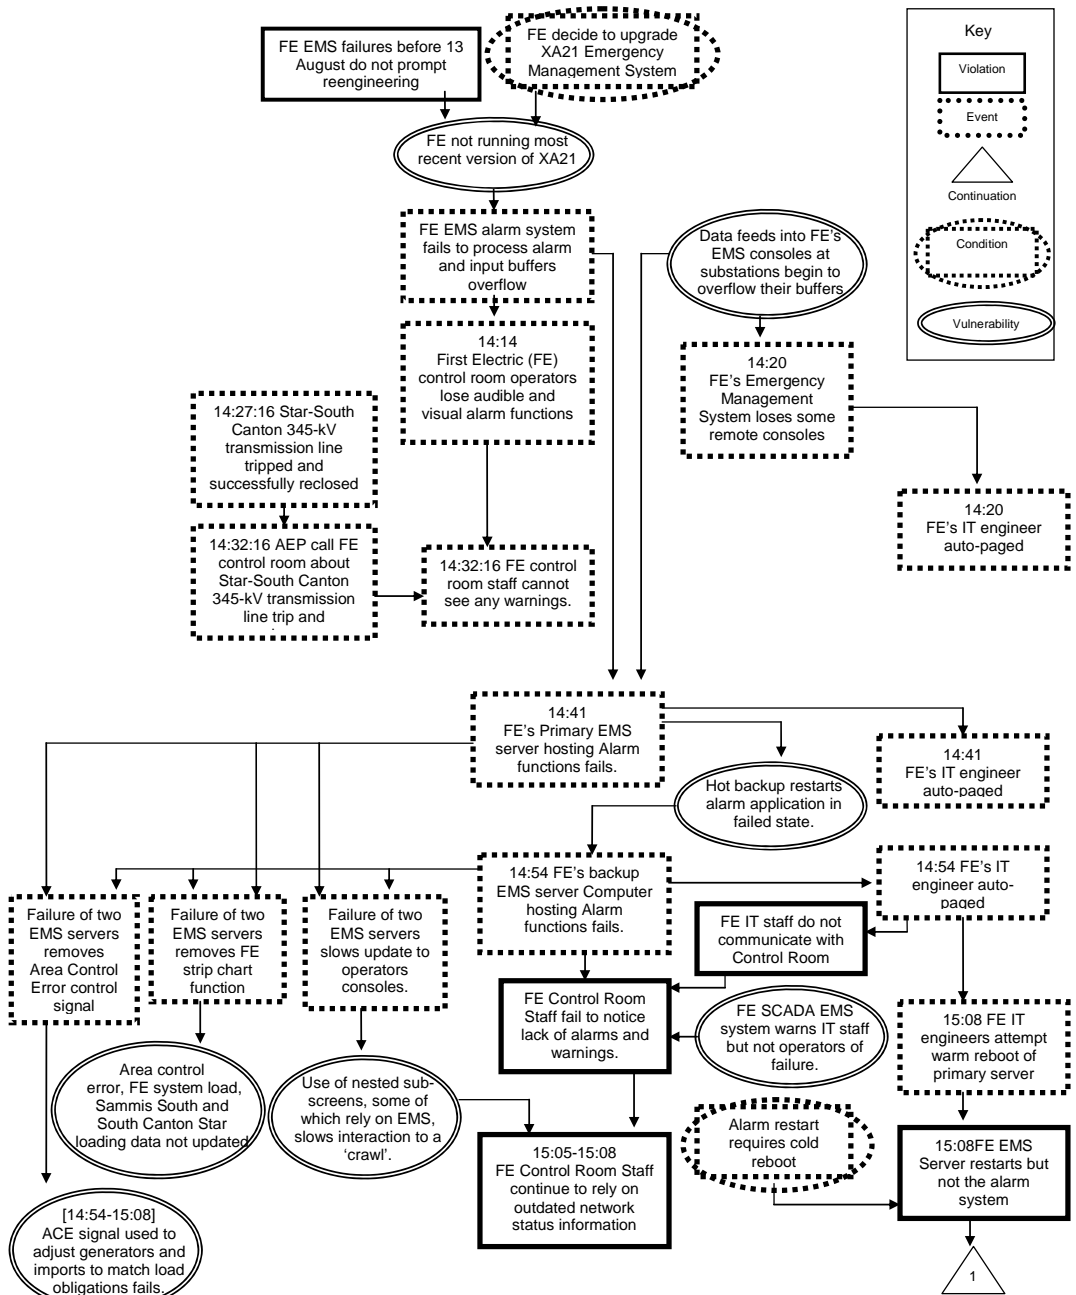 FE EMS failures before 13
August do not prompt
reengineering
FE decide to upgrade
XA21 Emergency
Management System
Key
Violation
Event
Continuation
Condition
Vulnerability
FE not running most
recent version of XA21
FE EMS alarm system
fails to process alarm
and input buffers
overflow
Data feeds into FE's
EMS consoles at
substations begin to
overflow their buffers
14:14
First Electric (FE)
control room operators
lose audible and
visual alarm functions
14:20
FE's Emergency
Management
System loses some
remote consoles
14:27:16 Star-South
Canton 345-kV
transmission line
tripped and
successfully reclosed
14:20
FE's IT engineer
auto-paged
14:32:16 AEP call FE
control room about
Star-South Canton
345-kV transmission
line trip and
14:32:16 FE control
room staff cannot
see any warnings.
14:41
FE's Primary EMS
server hosting Alarm
functions fails.
14:41
FE's IT engineer
auto-paged
Hot backup restarts
alarm application in
failed state.
14:54 FE's backup
EMS server Computer
hosting Alarm
functions fails.
14:54 FE's IT
engineer auto-
paged
Failure of two
EMS servers
removes
Area Control
Error control
signal
Failure of two
EMS servers
removes FE
strip chart
function
Failure of two
EMS servers
slows update to
operators
consoles.
FE IT staff do not
communicate with
Control Room
FE Control Room
Staff fail to notice
lack of alarms and
warnings.
FE SCADA EMS
system warns IT staff
but not operators of
failure.
15:08 FE IT
engineers attempt
warm reboot of
primary server
Area control
error, FE system load,
Sammis South and
South Canton Star
loading data not updated
Use of nested sub-
screens, some of
which rely on EMS,
slows interaction to a
'crawl'.
Alarm restart
requires cold
reboot
15:05-15:08
FE Control Room Staff
continue to rely on
outdated network
status information
15:08FE EMS
Server restarts but
not the alarm
system
[14:54-15:08]
ACE signal used to
adjust generators and
imports to match load
obligations fails.
1